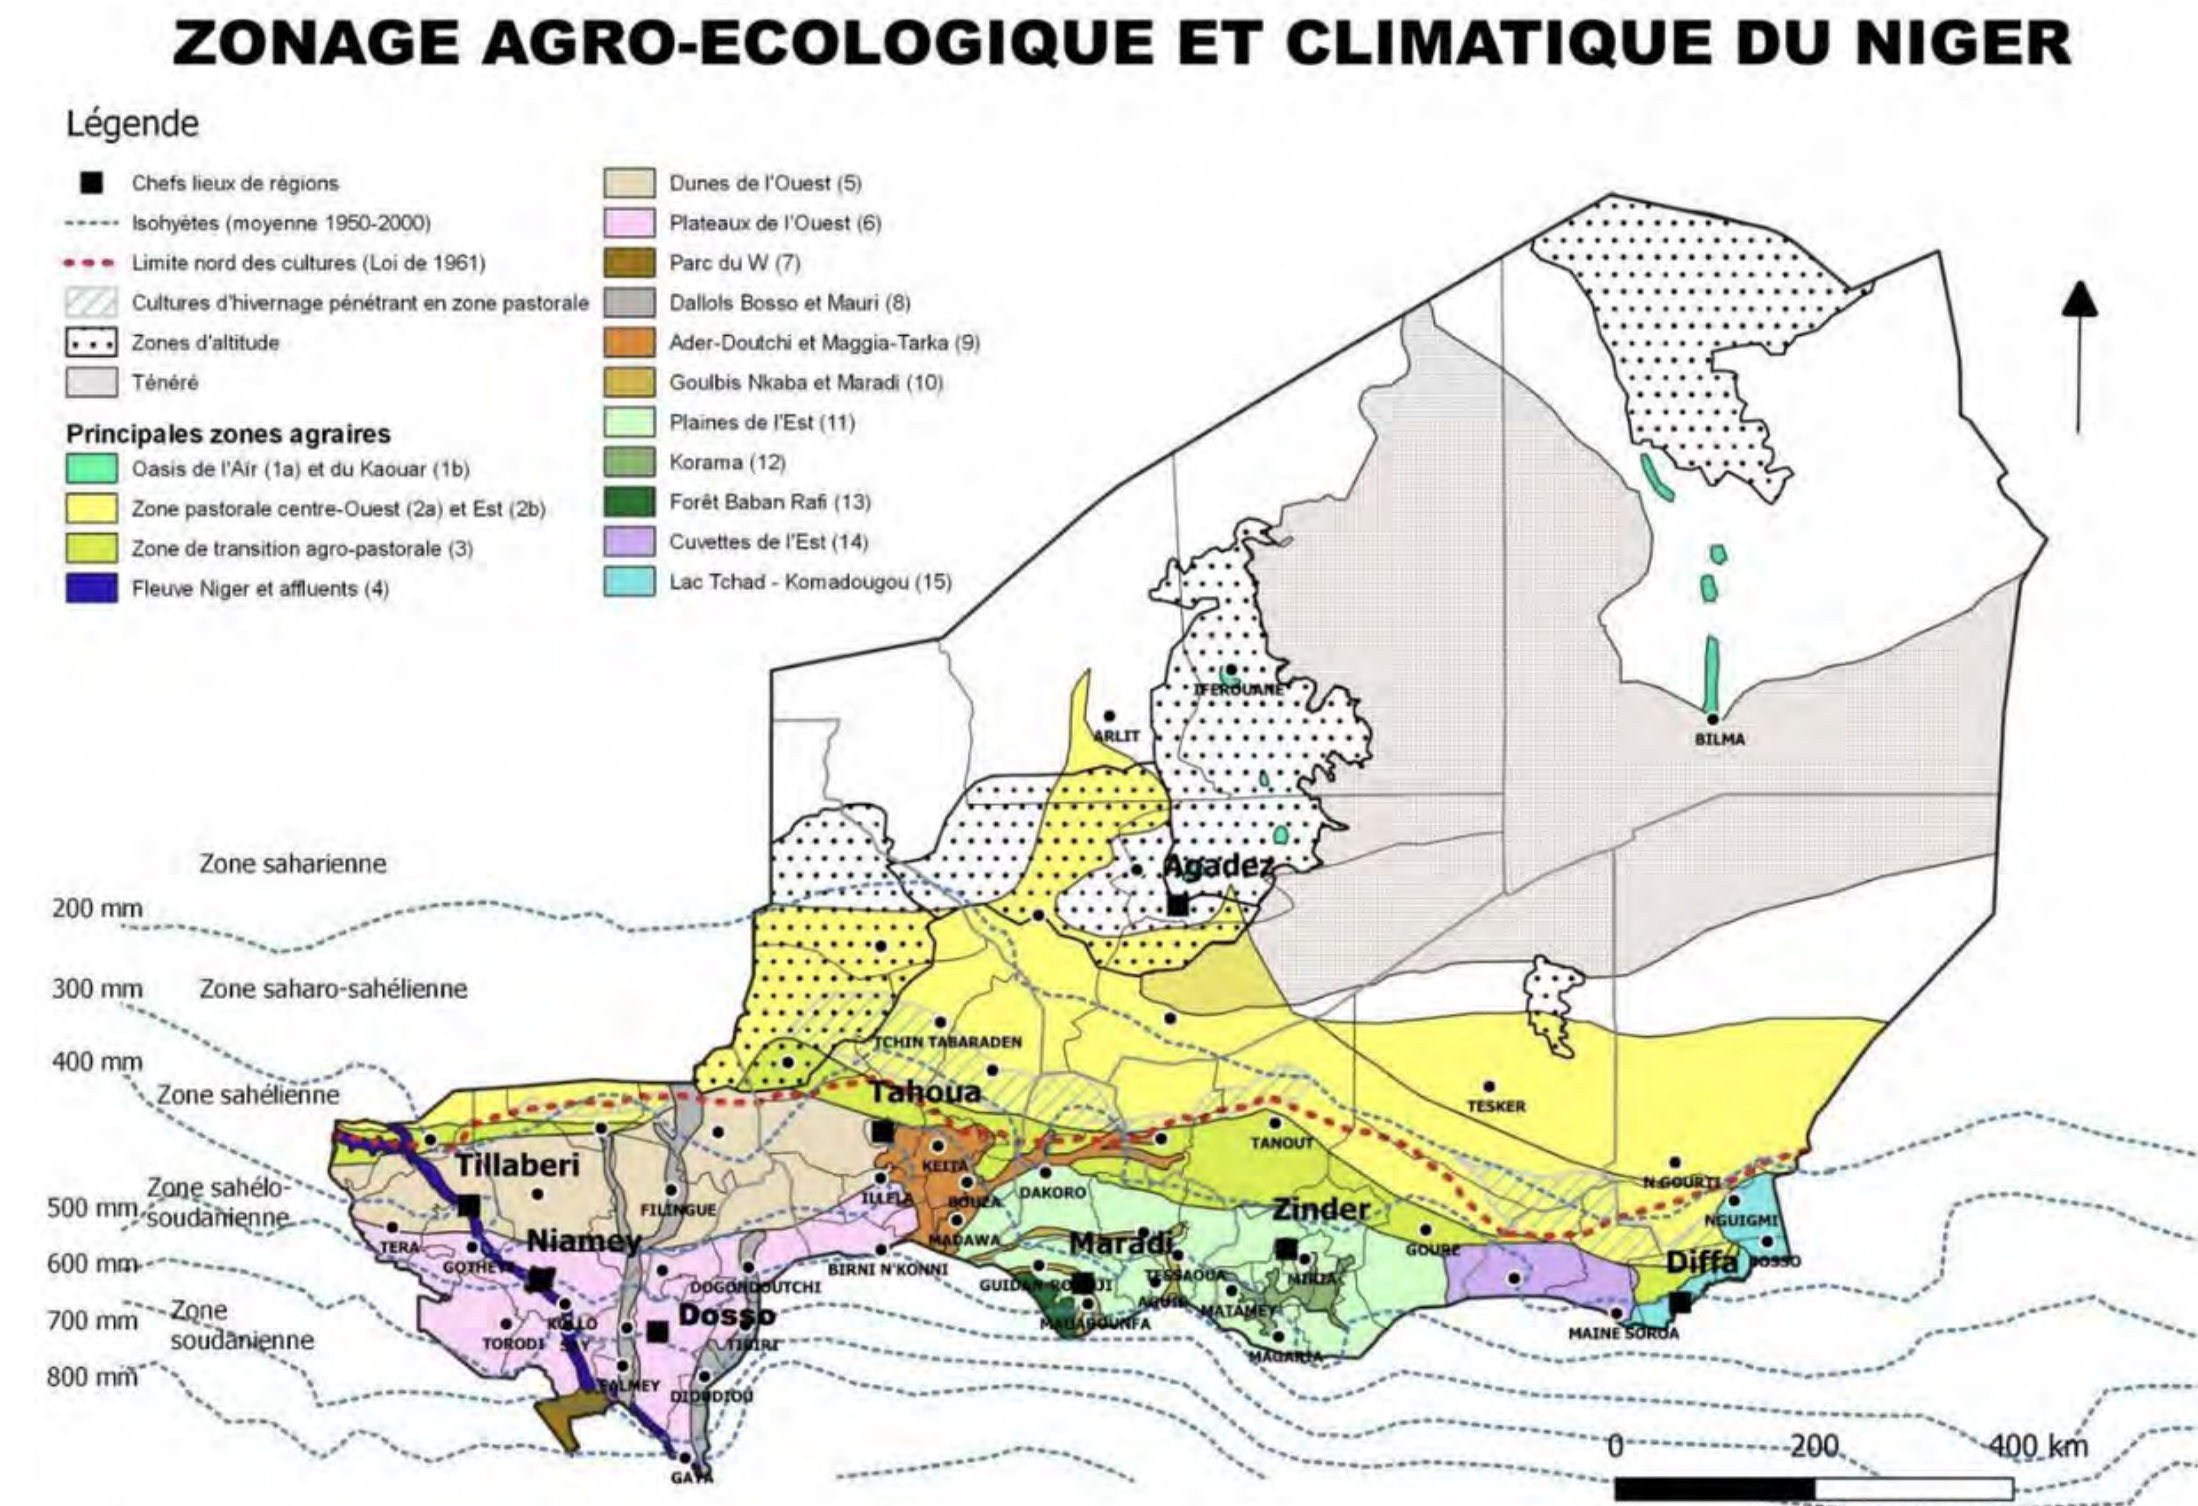 ZONAGE AGRO-ECOLOGIQUE ET CLIMATIQUE DU NIGER
Légende
Chefs lieux de régions
Isohyètes (moyenne 1950-2000)
Limite nord des cultures (Loi de 1961)
Cultures d'hivernage pénétrant en zone pastorale
Zones d'altitude
Ténéré
Principales zones agraires
Oasis de l'Aïr (1a) et du Kaouar (1b)
Zone pastorale centre-Ouest (2a) et Est (2b)
Zone de transition agro-pastorale (3)
Fleuve Niger et affluents (4)
Dunes de l'Ouest (5)
Plateaux de l'Ouest (6)
Parc du W (7)
Dallols Bosso et Mauri (8)
Ader-Doutchi et Maggia-Tarka (9)
Goulbis Nkaba et Maradi (10)
Plaines de l'Est (11)
Korama (12)
Forêt Baban Rafi (13)
Cuvettes de l'Est (14)
Lac Tchad - Komadougou (15)
IFEROUANE
ARLIT
BILMA
Agadez
Zone saharienne
200 mm
300 mm
Zone saharo-sahélienne
400 mm
Zone sahélienne
TCHIN TABARADEN
Tahoua
TESKER
TANOUT
Tillaberi
KEITA
N.GOURTI
500 mm
Zone sahélo-
soudanienne
FILINGUE
ILLELA
BOUZA
DAKORO
Zinder
NGUIGMI
TERA
Niamey
MADAWA
Maradi
GOURE
Diffa
BOSSO
600 mm
GOTHEYE
DOGONDOUTCHI
BIRNI N'KONNI
GUIDAN-ROUMDJI
TESSAOUA
MIRIA
AGUIE
MATAMEY
700 mm
Zone
soudanienne
KOLLO
Dosso
MADAROUNFA
MAINE SOROA
TORODI
SAY
TIBIRI
MAGARIA
800 mm
FALMEY
DIOUNDIOU
GAYA
0 200 400 km